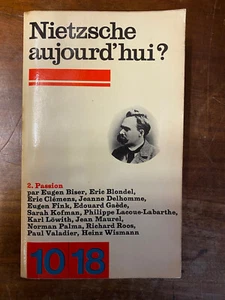 Nietzsche
aujourd'hui?
2. Passion
par Eugen Biser, Eric Blondel,
Eric Clémens, Jeanne Delhomme,
Eugen Fink, Edouard Gaède,
Sarah Kofman, Philippe Lacoue-Labarthe,
Karl Löwith, Jean Maurel,
Norman Palma, Richard Roos,
Paul Valadier, Heinz Wismann
10 18